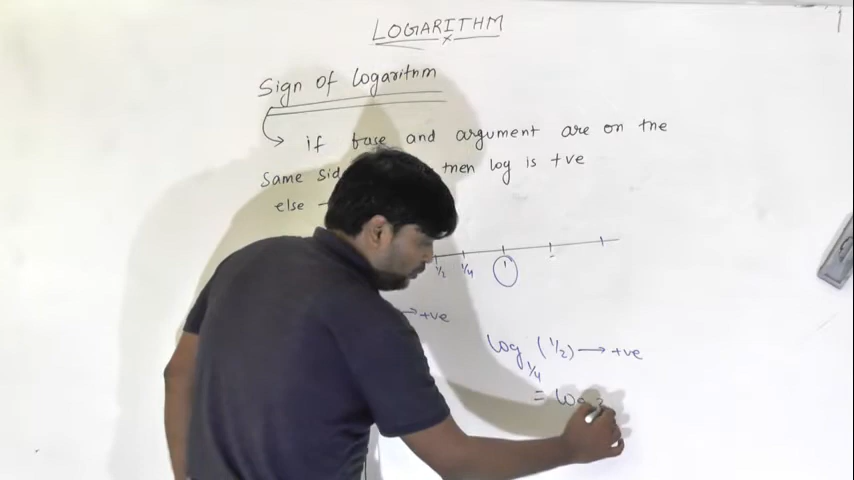 LOGARITHM
x
Sign of logarithm
→ if base and argument are on the
same then log is +ve
else
1/2 1/4 1
→ +ve
log 1/4 (1/2) → +ve
= log